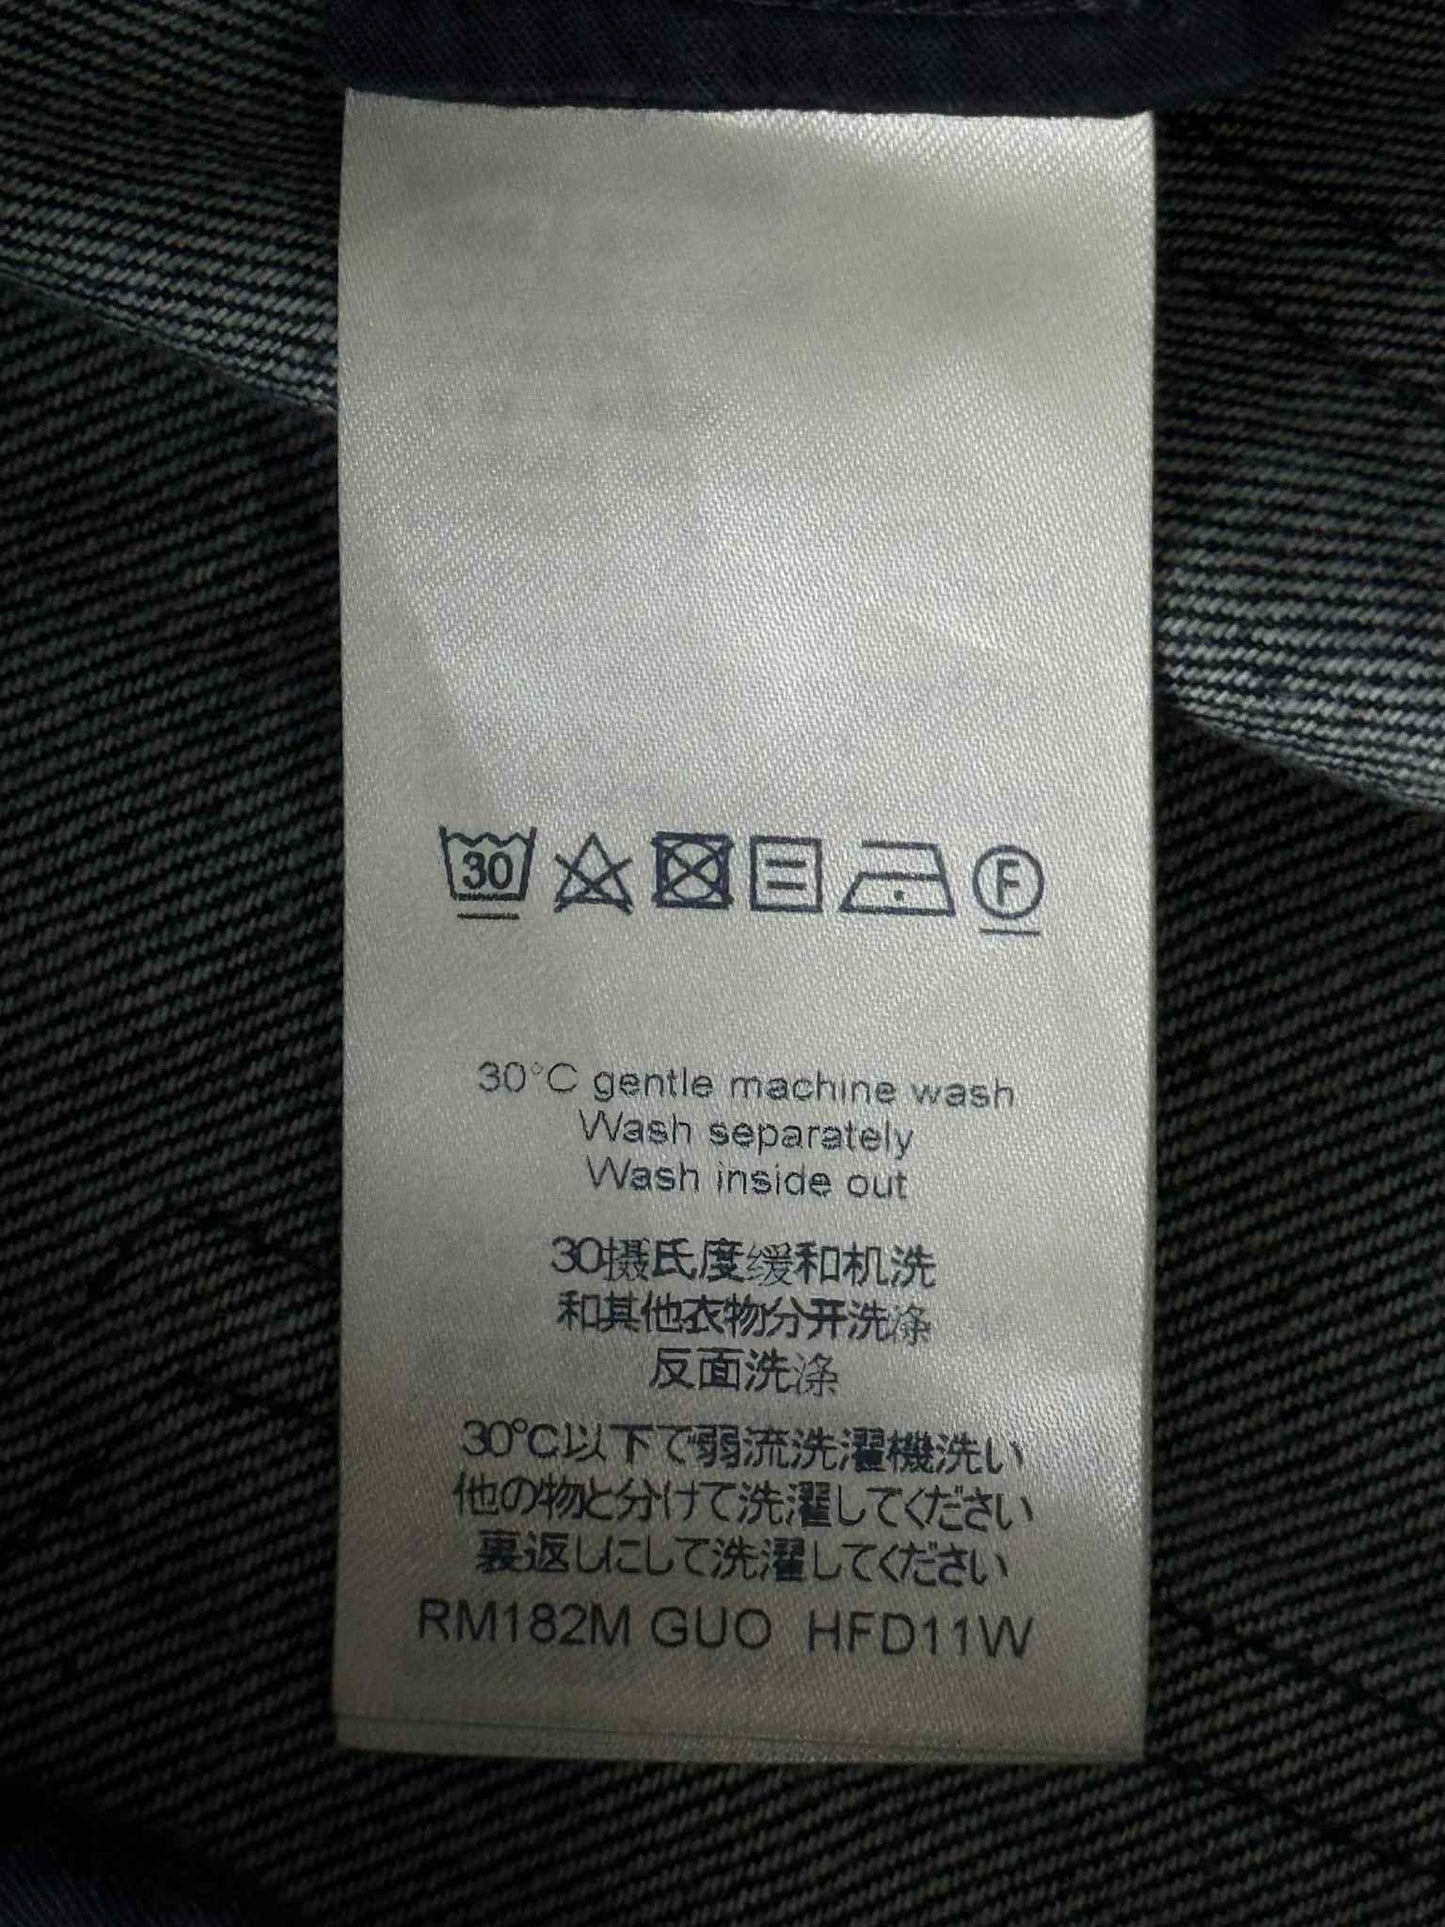 30
F
30°C gentle machine wash
Wash separately
Wash inside out
30摄氏度缓和机洗
和其他衣物分开洗涤
反面洗涤
30°C以下で弱流洗濯機洗い
他の物と分けて洗濯してください
裏返しにして洗濯してください
RM182M GUO HFD11W